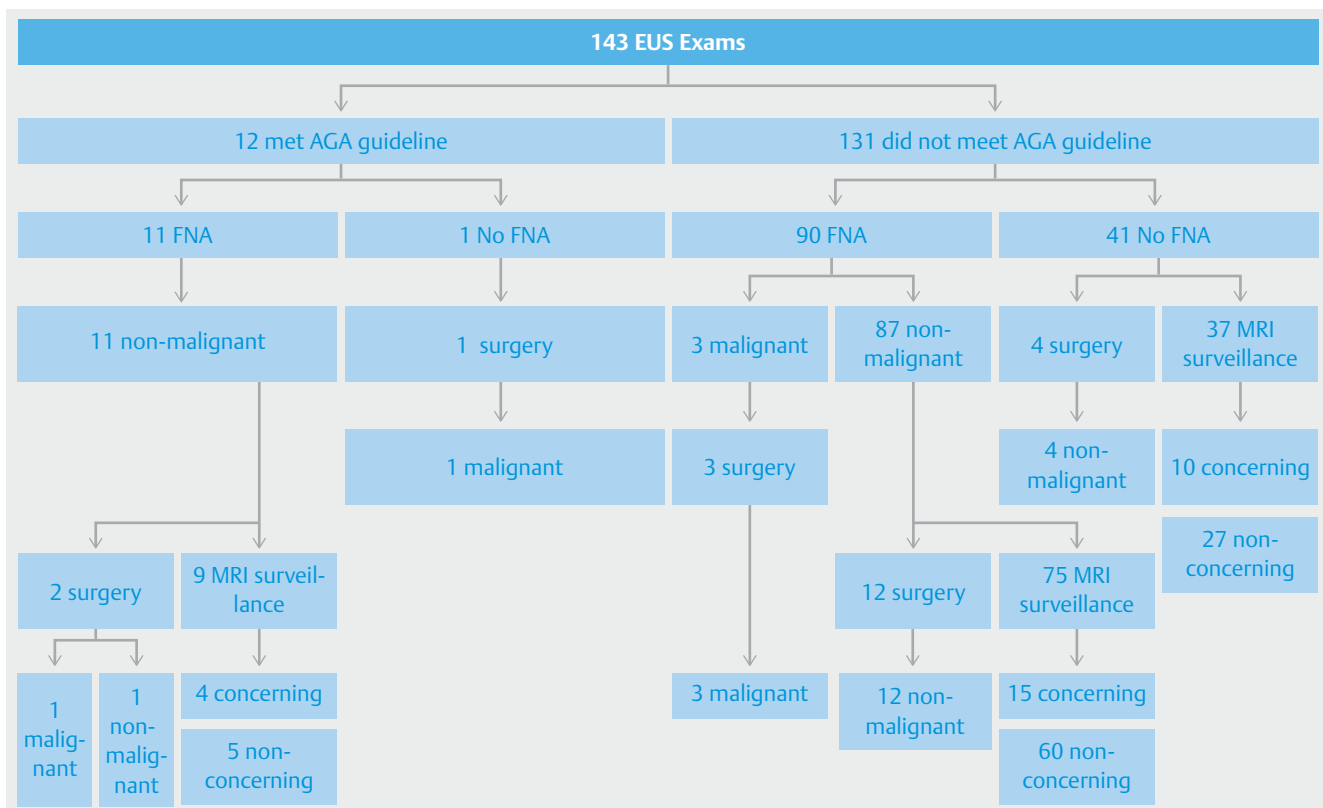 143 EUS Exams
12 met AGA guideline
131 did not meet AGA guideline
11 FNA
1 No FNA
90 FNA
41 No FNA
11 non-malignant
1 surgery
3 malignant
87 non-
malignant
4 surgery
37 MRI
surveillance
1 malignant
3 surgery
4 non-
malignant
10 concerning
27 non-
concerning
2 surgery
9 MRI surveil-
lance
12 surgery
75 MRI
surveillance
1
malig-
nant
1
non-
malig-
nant
4 concerning
5 non-
concerning
3 malignant
12 non-
malignant
15 concerning
60 non-
concerning